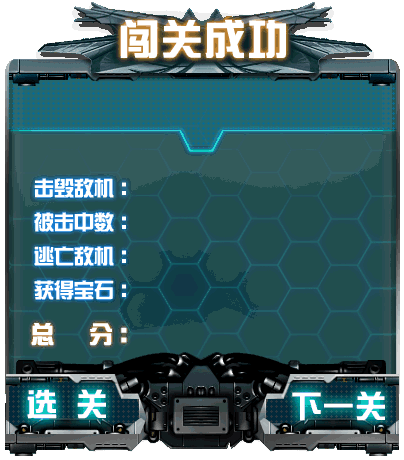 闯关成功
击毁敌机：
被击中数：
逃亡敌机：
获得宝石：
总 分：
选 关
下一关